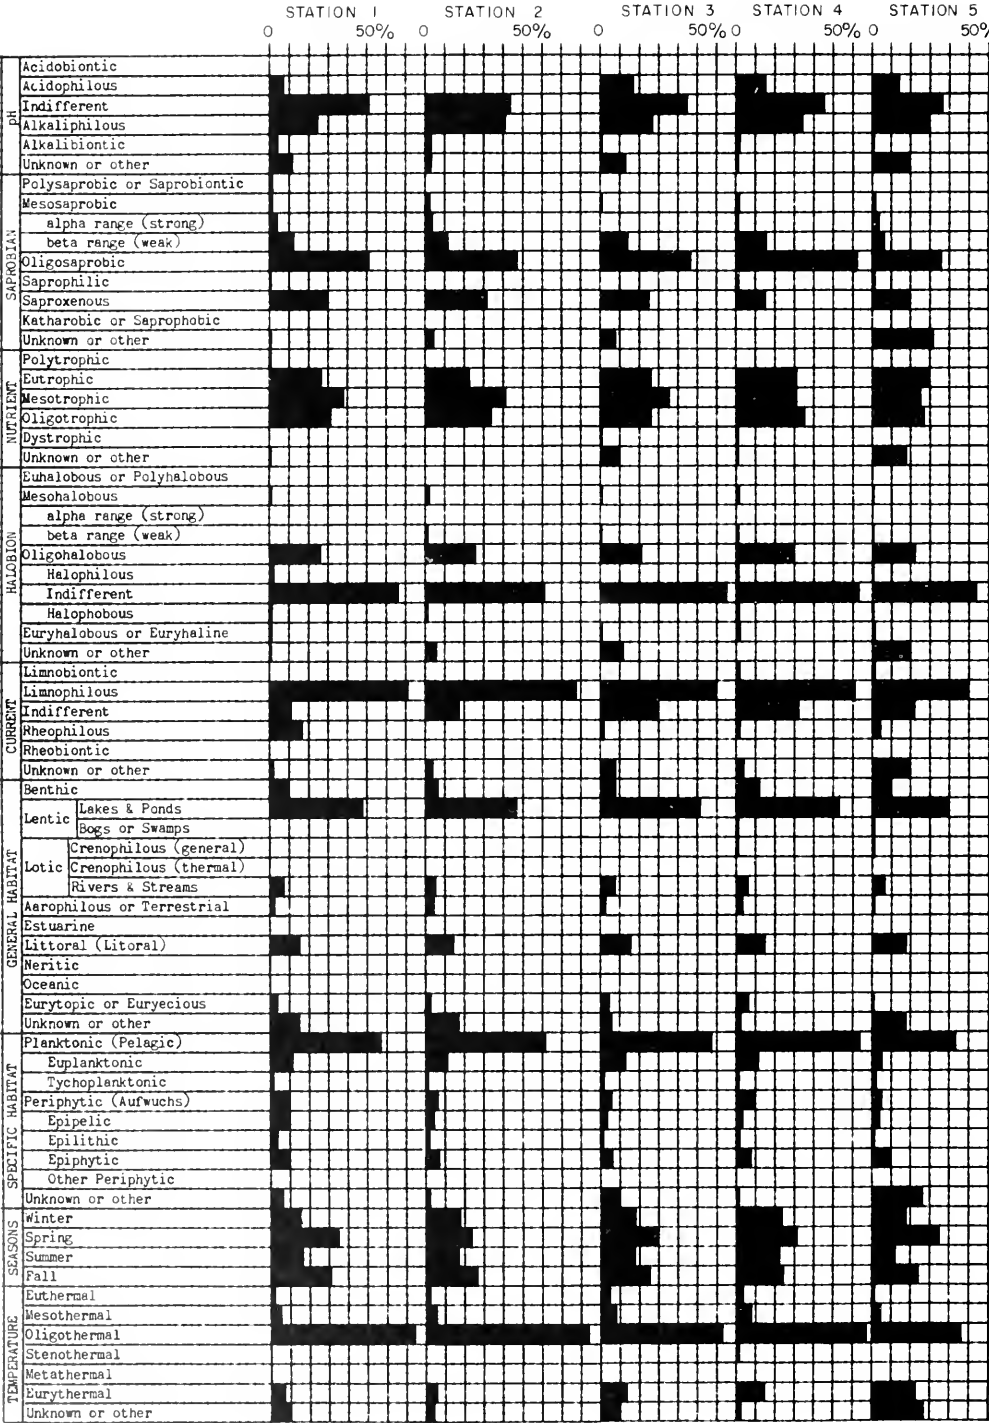 STATION 1 STATION 2 STATION 3 STATION 4 STATION 5
0 50% 0 50% 0 50% 0 50% 0 50%
pH
Acidobiontic
Acidophilous
Indifferent
Alkaliphilous
Alkalibiontic
Unknown or other
SAPROBIAN
Polysaprobic or Saprobiontic
Mesosaprobic
alpha range (strong)
beta range (weak)
Oligosaprobic
Saprophilic
Saproxenous
Katharobic or Saprophobic
Unknown or other
NUTRIENT
Polytrophic
Eutrophic
Mesotrophic
Oligotrophic
Dystrophic
Unknown or other
HALOBION
Euhalobous or Polyhalobous
Mesohalobous
alpha range (strong)
beta range (weak)
Oligohalobous
Halophilous
Indifferent
Halophobous
Euryhalobous or Euryhaline
Unknown or other
CURRENT
Limnobiontic
Limnophilous
Indifferent
Rheophilous
Rheobiontic
Unknown or other
GENERAL HABITAT
Benthic
Lentic
Lakes & Ponds
Bogs or Swamps
Lotic
Crenophilous (general)
Crenophilous (thermal)
Rivers & Streams
Aarophilous or Terrestrial
Estuarine
Littoral (Litoral)
Neritic
Oceanic
Eurytopic or Euryecious
Unknown or other
SPECIFIC HABITAT
Planktonic (Pelagic)
Euplanktonic
Tychoplanktonic
Periphytic (Aufwuchs)
Epipelic
Epilithic
Epiphytic
Other Periphytic
Unknown or other
SEASONS
Winter
Spring
Summer
Fall
TEMPERATURE
Euthermal
Mesothermal
Oligothermal
Stenothermal
Metathermal
Eurythermal
Unknown or other